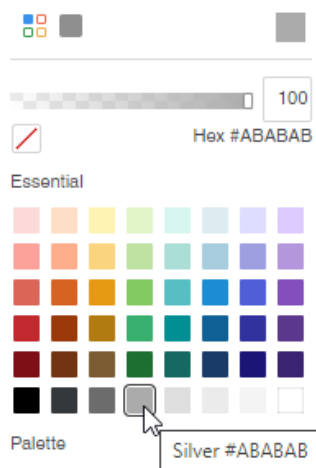 100
Hex #ABABAB
Essential
Palette
Silver #ABABAB